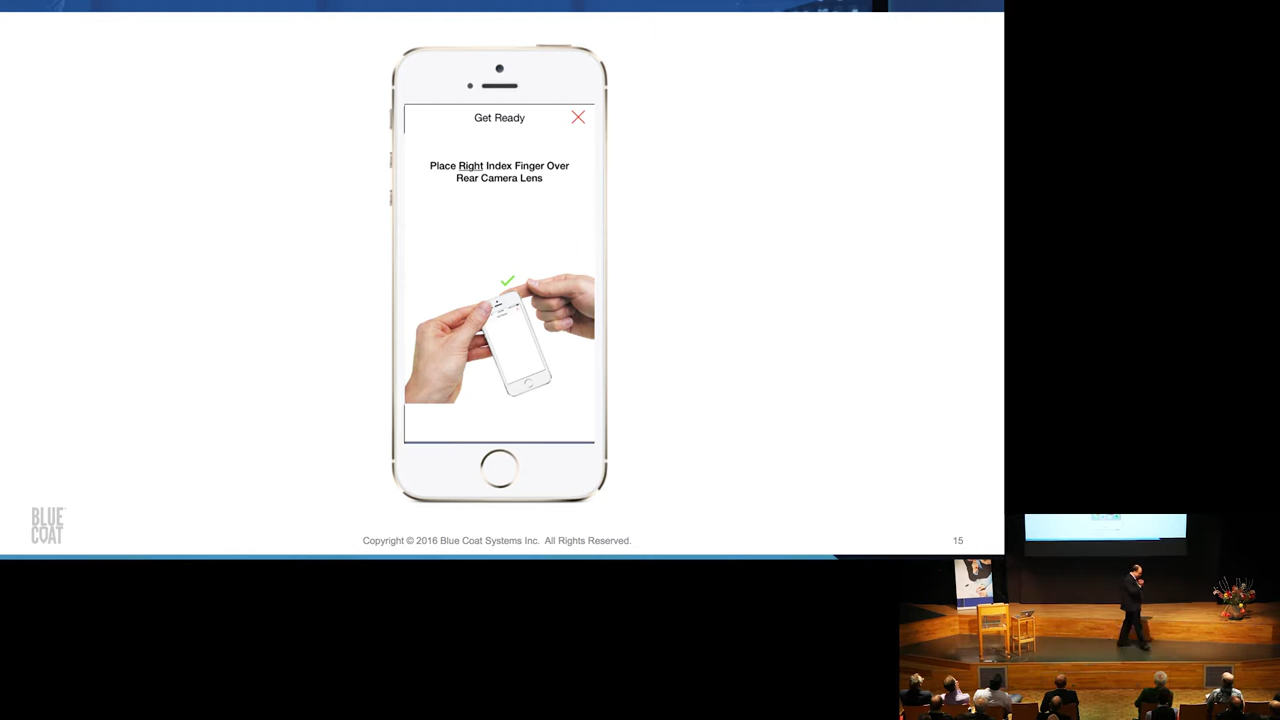 Get Ready
Place Right Index Finger Over
Rear Camera Lens
BLUE
COAT
Copyright © 2016 Blue Coat Systems Inc. All Rights Reserved.
15